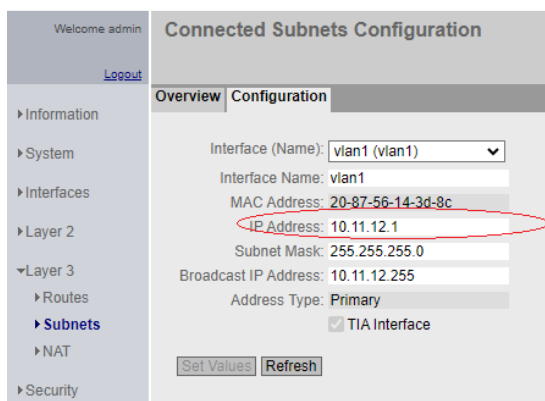 Welcome admin
Logout
Connected Subnets Configuration
Overview Configuration
Information
System
Interfaces
Layer 2
Layer 3
Routes
Subnets
NAT
Security
Interface (Name): vlan1 (vlan1)
Interface Name: vlan1
MAC Address: 20-87-56-14-3d-8c
IP Address: 10.11.12.1
Subnet Mask: 255.255.255.0
Broadcast IP Address: 10.11.12.255
Address Type: Primary
TIA Interface
Set Values Refresh